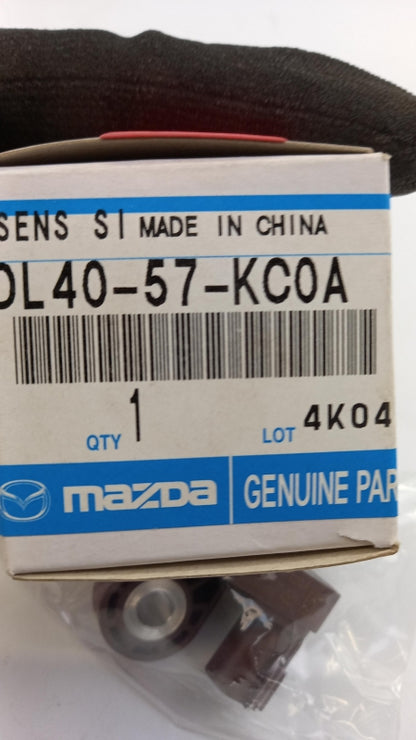 SENS SI MADE IN CHINA
DL40-57-KC0A
QTY 1 LOT 4K04
mazda GENUINE PAR